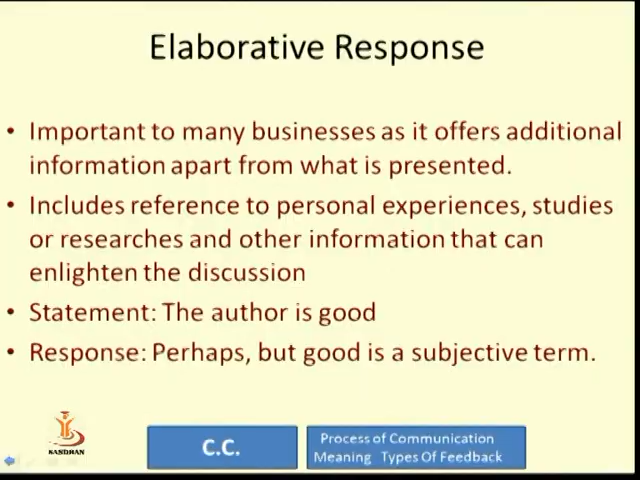 Elaborative Response
• Important to many businesses as it offers additional
information apart from what is presented.
• Includes reference to personal experiences, studies
or researches and other information that can
enlighten the discussion
• Statement: The author is good
• Response: Perhaps, but good is a subjective term.
SANDHAN
C.C.
Process of Communication
Meaning Types Of Feedback